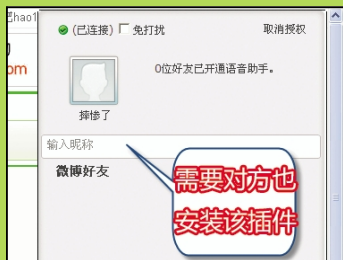 hao1
(已连接) 免打扰 取消授权
om
0位好友已开通语音助手。
摔惨了
输入昵称
微博好友
需要对方也
安装该插件